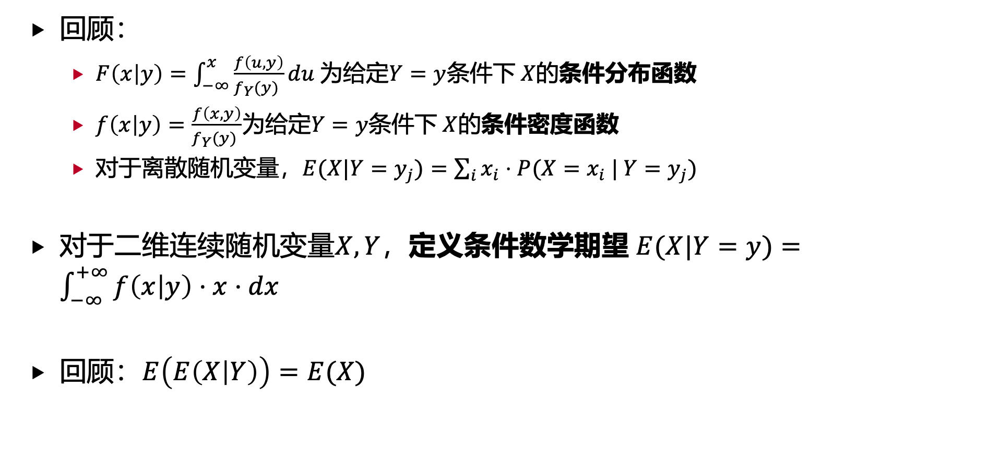 ▶ 回顾：
▶ $F(x|y) = \int_{-\infty}^{x} \frac{f(u,y)}{f_Y(y)} du$ 为给定$Y = y$条件下 $X$的条件分布函数
▶ $f(x|y) = \frac{f(x,y)}{f_Y(y)}$为给定$Y = y$条件下 $X$的条件密度函数
▶ 对于离散随机变量，$E(X|Y = y_j) = \sum_i x_i \cdot P(X = x_i \mid Y = y_j)$
▶ 对于二维连续随机变量$X, Y$，定义条件数学期望 $E(X|Y = y) =$
$\int_{-\infty}^{+\infty} f(x|y) \cdot x \cdot dx$
▶ 回顾：$E(E(X|Y)) = E(X)$